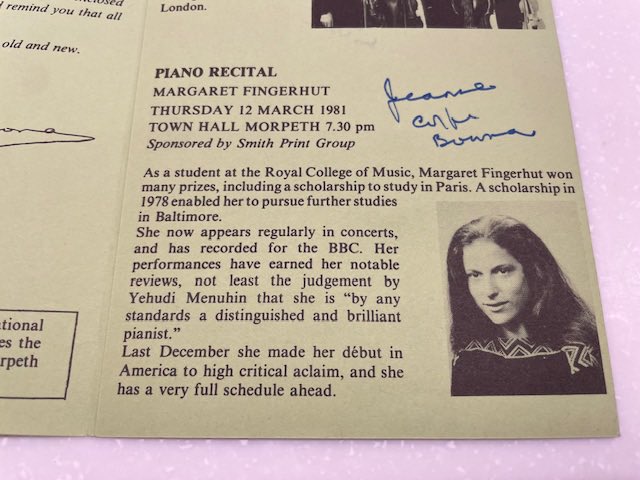 nclosed
d remind you that all
old and new.
London.
PIANO RECITAL
MARGARET FINGERHUT
THURSDAY 12 MARCH 1981
TOWN HALL MORPETH 7.30 pm
Sponsored by Smith Print Group
Jeanne
As a student at the Royal College of Music, Margaret Fingerhut won
many prizes, including a scholarship to study in Paris. A scholarship in
1978 enabled her to pursue further studies
in Baltimore.
She now appears regularly in concerts,
and has recorded for the BBC. Her
performances have earned her notable
reviews, not least the judgement by
Yehudi Menuhin that she is “by any
standards a distinguished and brilliant
pianist.”
Last December she made her début in
America to high critical aclaim, and she
has a very full schedule ahead.
ational
es the
rpeth